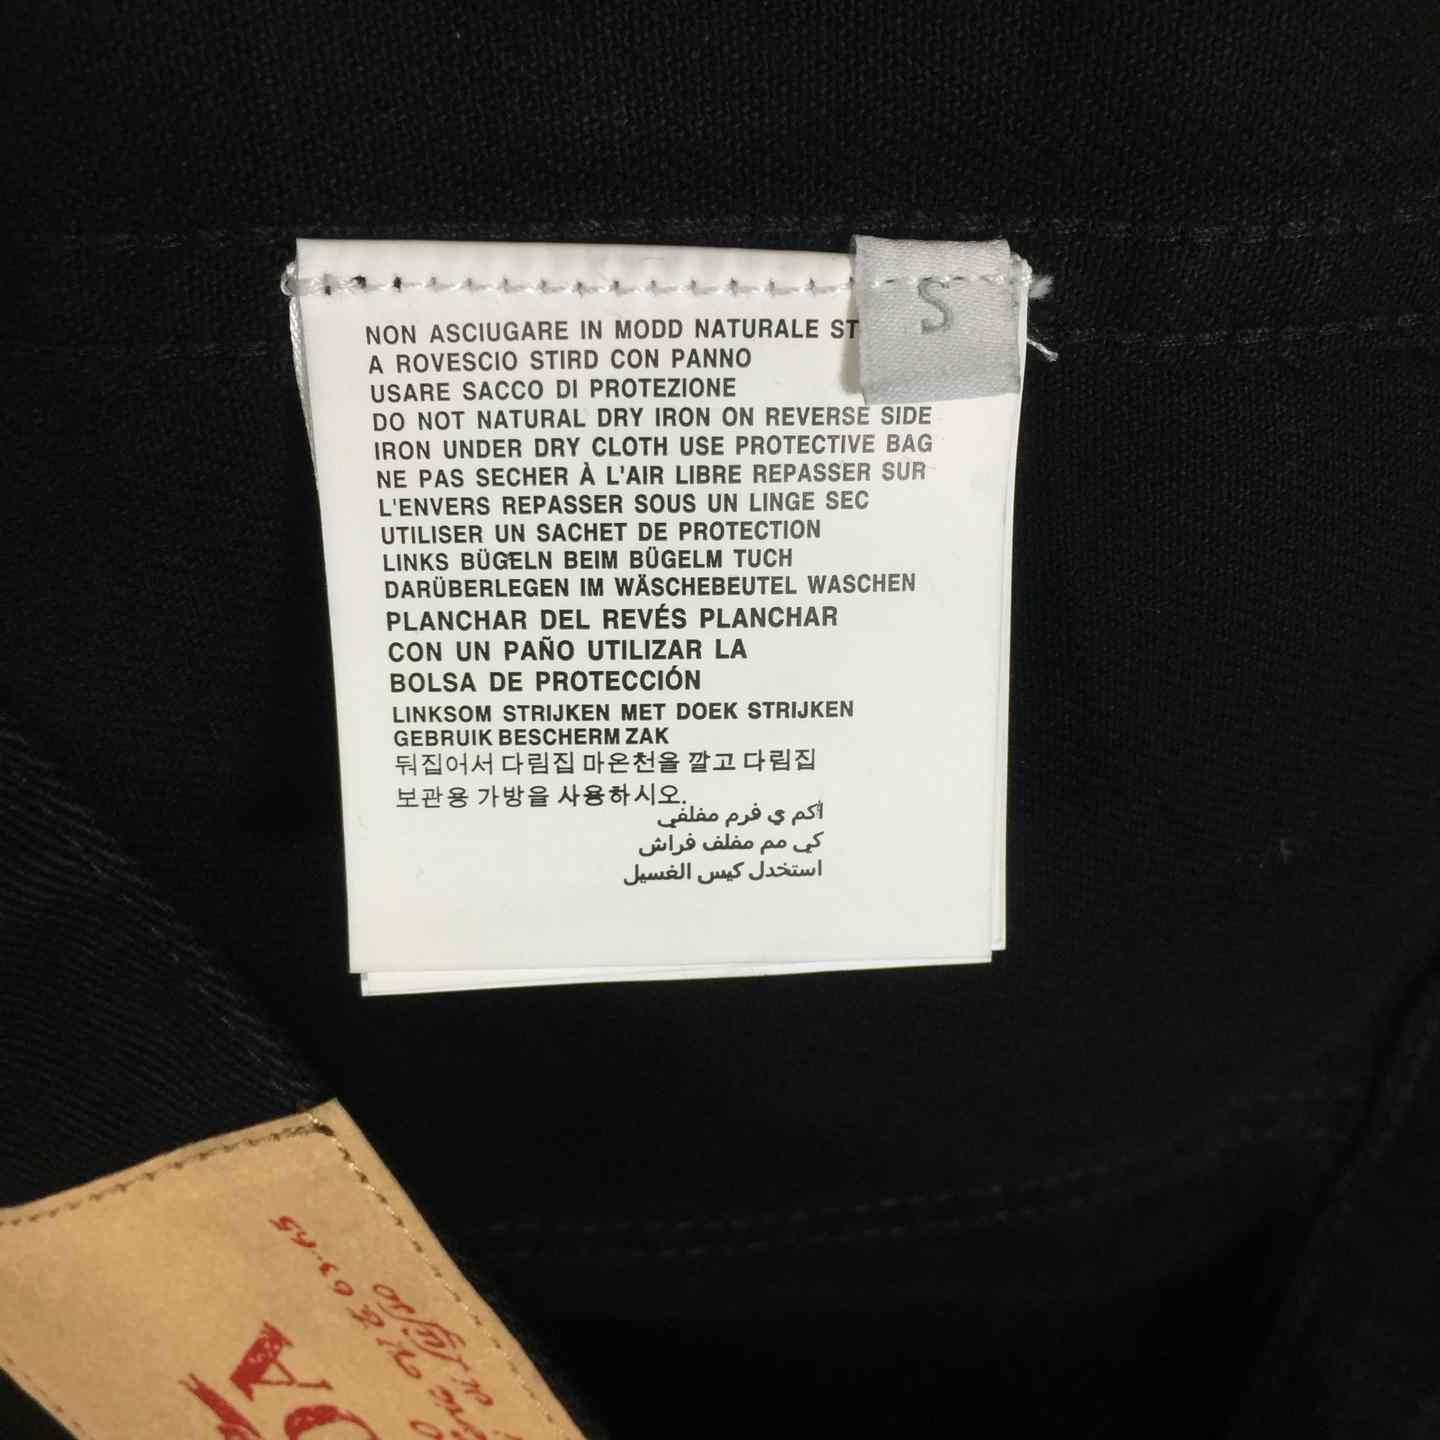 S
NON ASCIUGARE IN MODD NATURALE ST
A ROVESCIO STIRD CON PANNO
USARE SACCO DI PROTEZIONE
DO NOT NATURAL DRY IRON ON REVERSE SIDE
IRON UNDER DRY CLOTH USE PROTECTIVE BAG
NE PAS SECHER À L'AIR LIBRE REPASSER SUR
L'ENVERS REPASSER SOUS UN LINGE SEC
UTILISER UN SACHET DE PROTECTION
LINKS BÜGELN BEIM BÜGELM TUCH
DARÜBERLEGEN IM WÄSCHEBEUTEL WASCHEN
PLANCHAR DEL REVÉS PLANCHAR
CON UN PAÑO UTILIZAR LA
BOLSA DE PROTECCIÓN
LINKSOM STRIJKEN MET DOEK STRIJKEN
GEBRUIK BESCHERM ZAK
둬집어서 다림집 마온천을 깔고 다림집
보관용 가방을 사용하시오.
اكم ي فرم مفلفي
كي مم مفلف فراش
استخدل كيس الغسيل